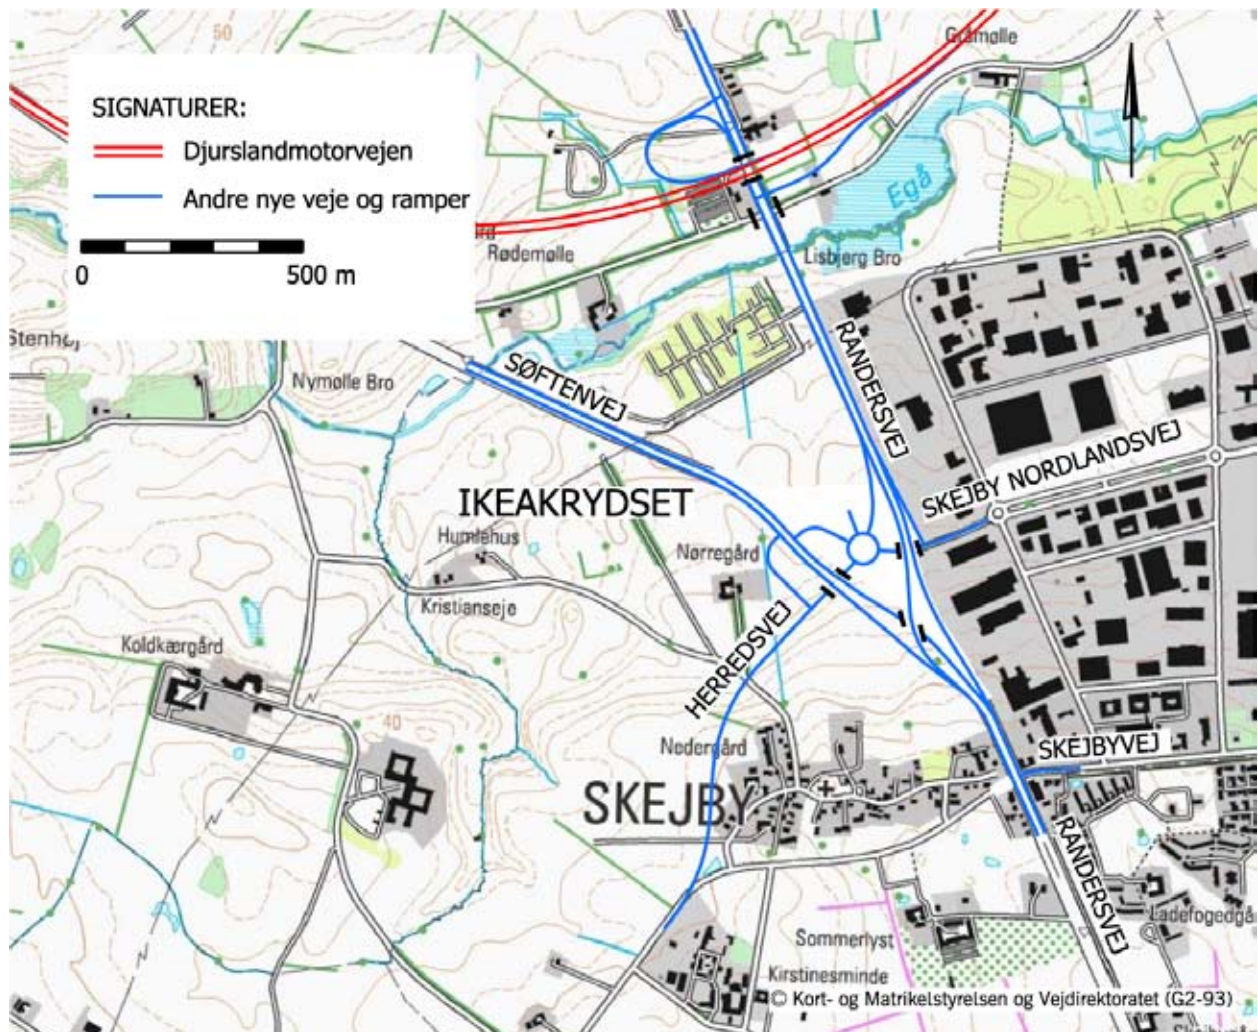 50
Gråmølle
SIGNATURER:
Djurslandmotorvejen
Andre nye veje og ramper
0 500 m
Egå
Rødemølle
Lisbjerg Bro
Stenhøj
Nymølle Bro
SØFTENVEJ
RANDERSVEJ
SKEJBY NORDLANDSVEJ
IKEAKRYDSET
Humlehus
Nørregård
Kristianseje
HERREDSVEJ
Koldkærgård
40
Nedergård
SKEJBYVEJ
SKEJBY
RANDERSVEJ
Ladefogedgå
Sommerlyst
Kirstinesminde
© Kort- og Matrikelstyrelsen og Vejdirektoratet (G2-93)